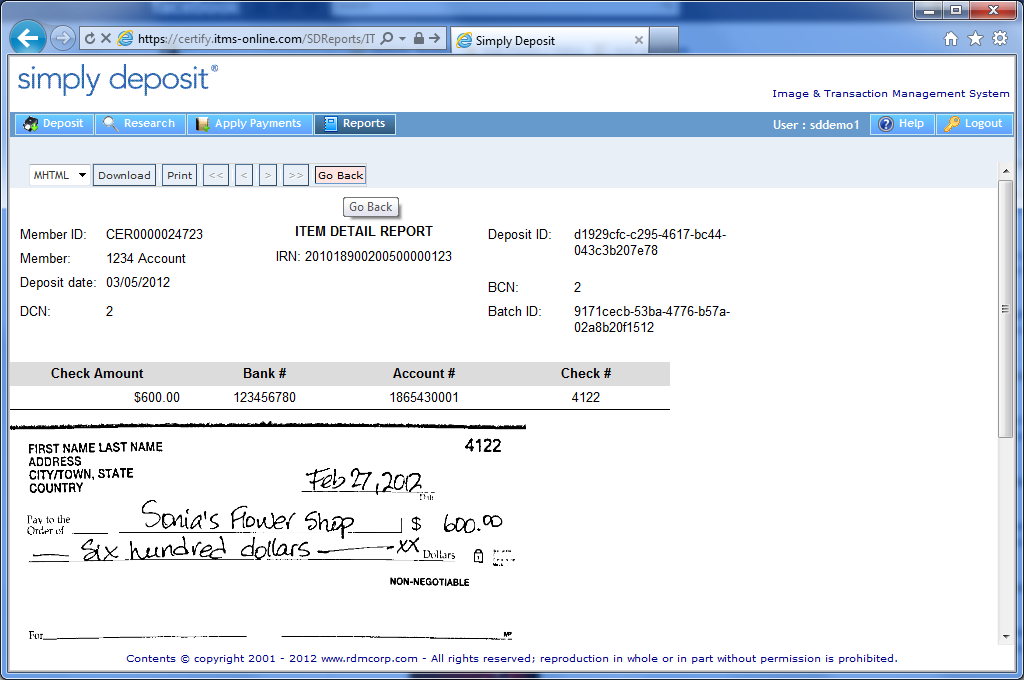 https://certify.itms-online.com/SDReports/IT
Simply Deposit
simply deposit®
Image & Transaction Management System
Deposit Research Apply Payments Reports User : sddemo1 Help Logout
MHTML Download Print << < > >> Go Back
Go Back
ITEM DETAIL REPORT
IRN: 201018900200500000123
Member ID: CER0000024723
Member: 1234 Account
Deposit date: 03/05/2012
DCN: 2
Deposit ID: d1929cfc-c295-4617-bc44-
043c3b207e78
BCN: 2
Batch ID: 9171cecb-53ba-4776-b57a-
02a8b20f1512
Check Amount Bank # Account # Check #
$600.00 123456780 1865430001 4122
FIRST NAME LAST NAME 4122
ADDRESS
CITY/TOWN, STATE
COUNTRY
Feb 27, 2012
Pay to the
Order of Sonia's Flower Shop $ 600.00
Six hundred dollars XX Dollars
NON-NEGOTIABLE
For MP
Contents © copyright 2001 - 2012 www.rdmcorp.com - All rights reserved; reproduction in whole or in part without permission is prohibited.